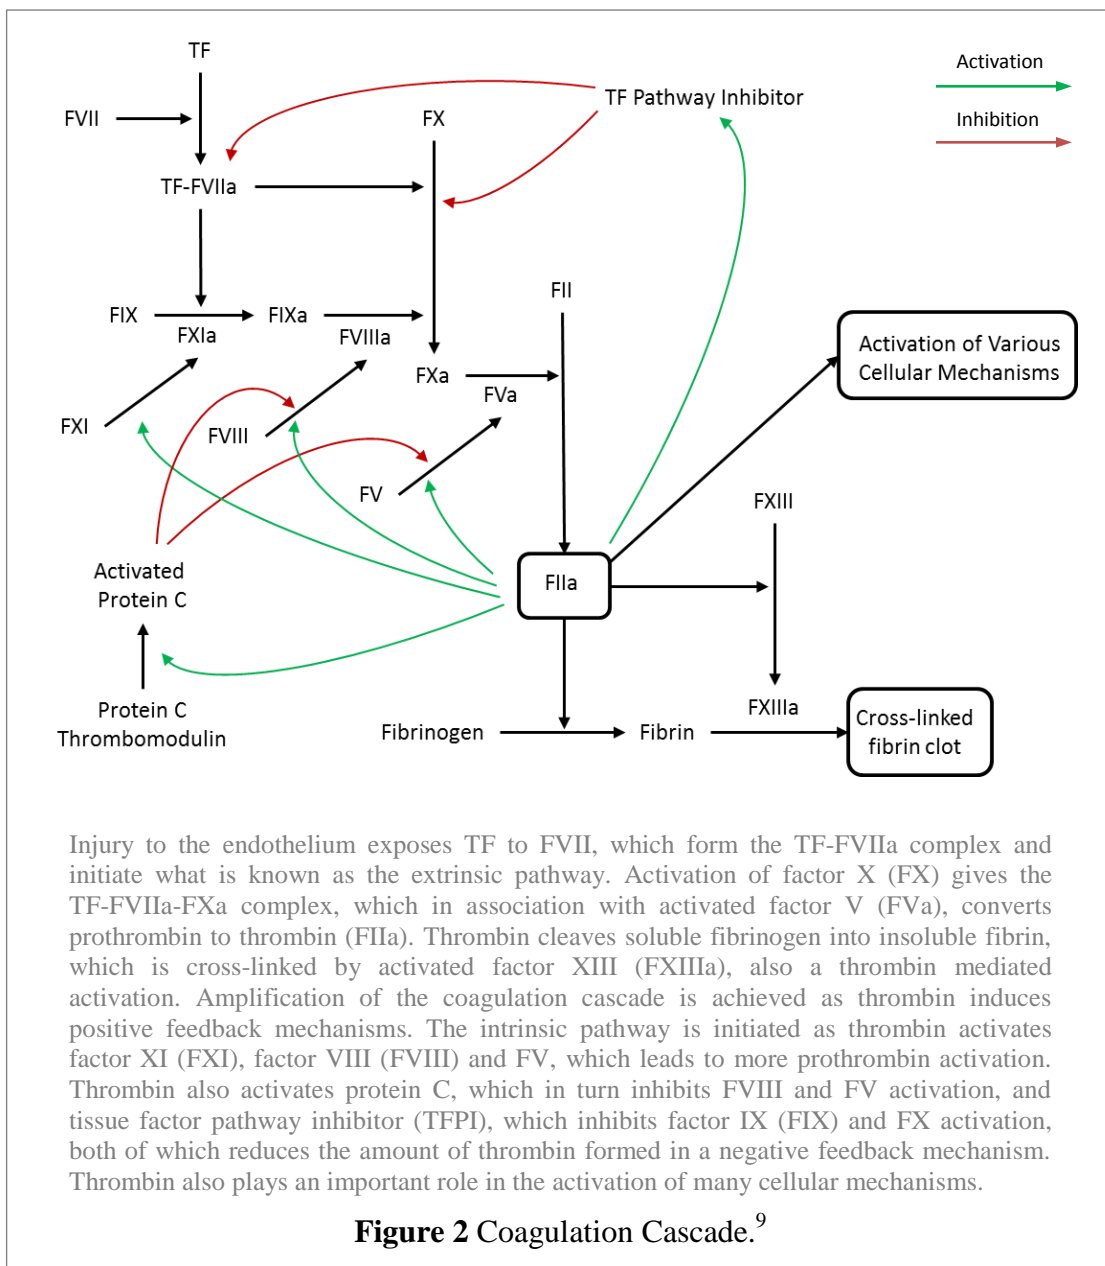 TF
Activation
TF Pathway Inhibitor
FVII
FX
Inhibition
TF-FVIIa
FII
FIX
FIXa
FXIa
FVIIIa
Activation of Various
Cellular Mechanisms
FXa
FVa
FXI
FVIII
FV
FXIII
Activated
Protein C
FIIa
Protein C
Thrombomodulin
FXIIIa
Fibrinogen
Fibrin
Cross-linked
fibrin clot
Injury to the endothelium exposes TF to FVII, which form the TF-FVIIa complex and
initiate what is known as the extrinsic pathway. Activation of factor X (FX) gives the
TF-FVIIa-FXa complex, which in association with activated factor V (FVa), converts
prothrombin to thrombin (FIIa). Thrombin cleaves soluble fibrinogen into insoluble fibrin,
which is cross-linked by activated factor XIII (FXIIIa), also a thrombin mediated
activation. Amplification of the coagulation cascade is achieved as thrombin induces
positive feedback mechanisms. The intrinsic pathway is initiated as thrombin activates
factor XI (FXI), factor VIII (FVIII) and FV, which leads to more prothrombin activation.
Thrombin also activates protein C, which in turn inhibits FVIII and FV activation, and
tissue factor pathway inhibitor (TFPI), which inhibits factor IX (FIX) and FX activation,
both of which reduces the amount of thrombin formed in a negative feedback mechanism.
Thrombin also plays an important role in the activation of many cellular mechanisms.
Figure 2 Coagulation Cascade.9